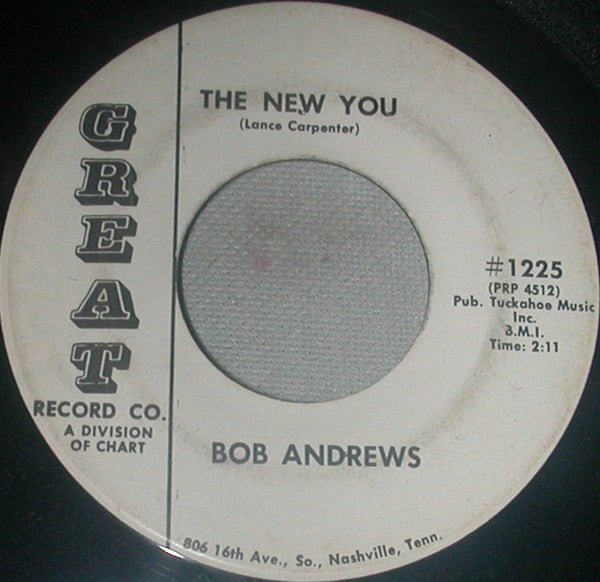 GREAT
RECORD CO.
A DIVISION
OF CHART
THE NEW YOU
(Lance Carpenter)
#1225
(PRP 4512)
Pub. Tuckahoe Music
Inc.
B.M.I.
Time: 2:11
BOB ANDREWS
806 16th Ave., So., Nashville, Tenn.